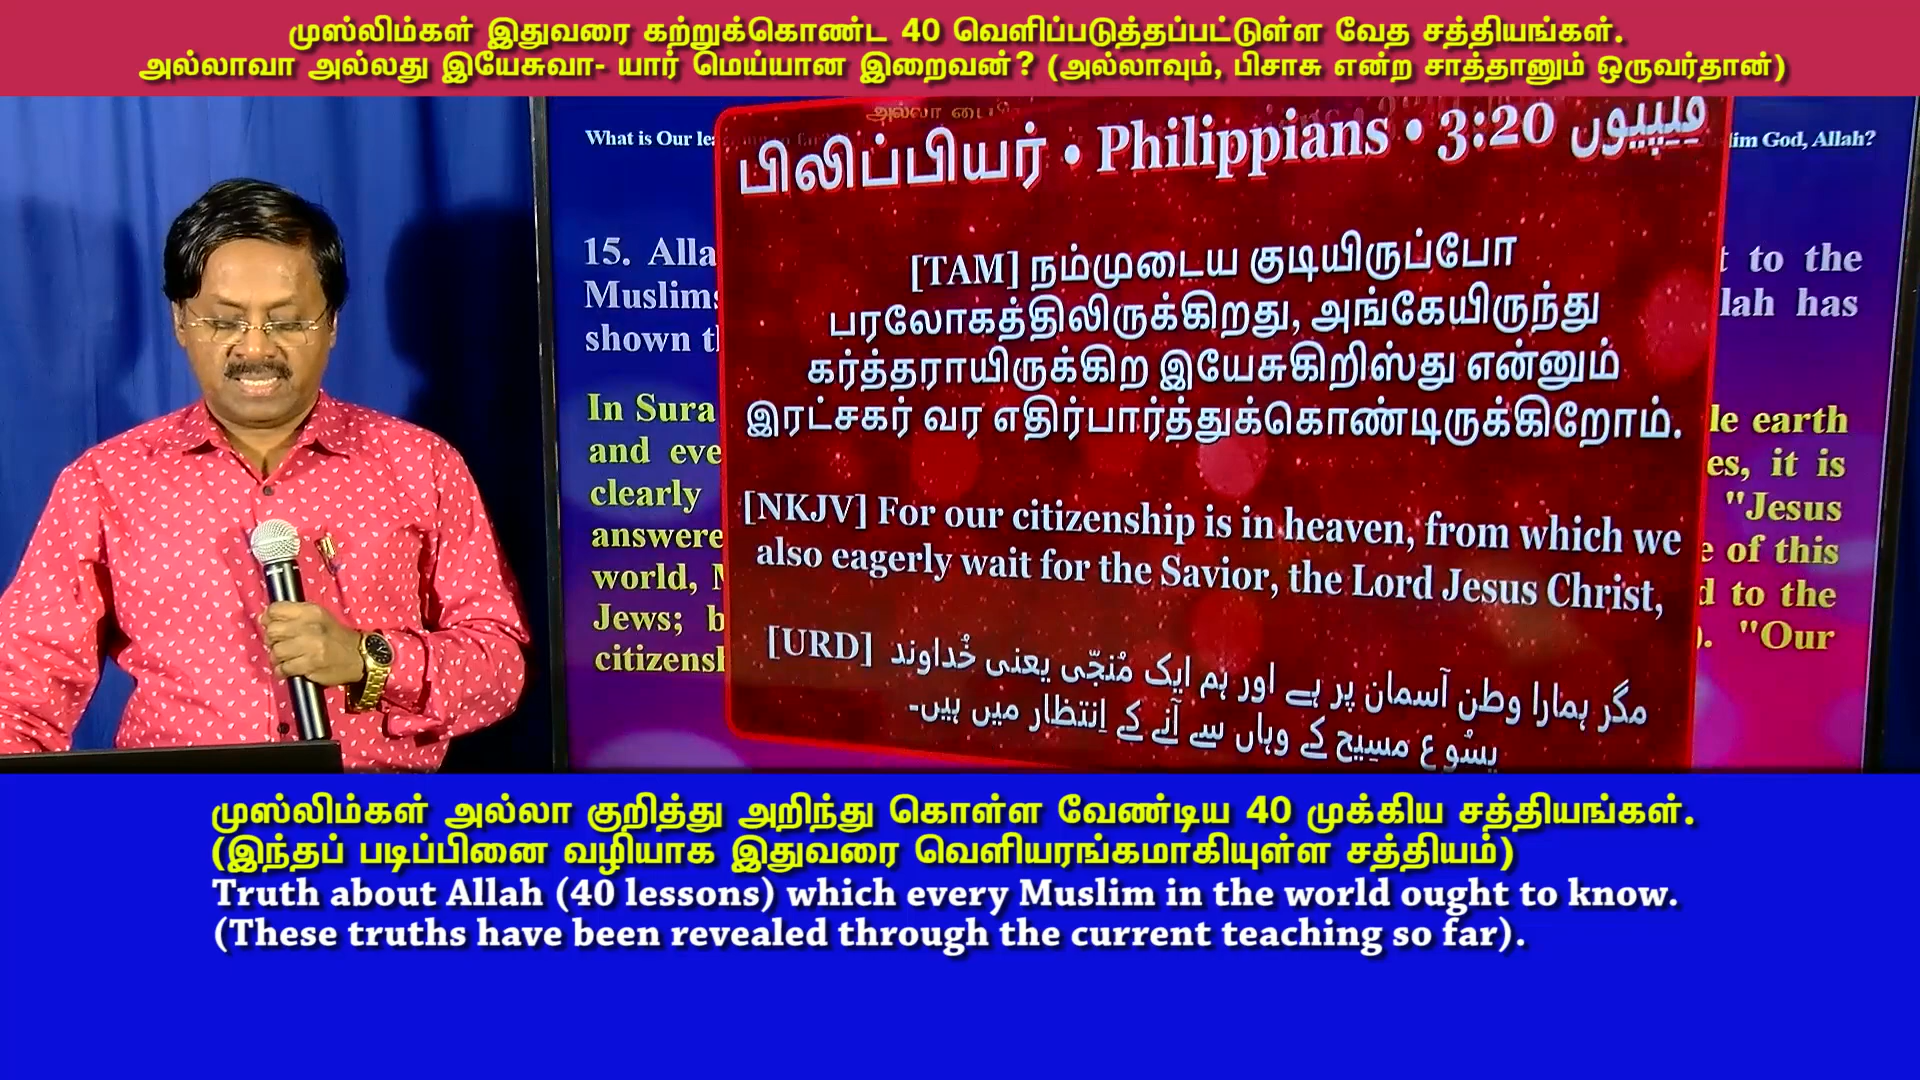 முஸ்லிம்கள் இதுவரை கற்றுக்கொண்ட 40 வெளிப்படுத்தப்பட்டுள்ள வேத சத்தியங்கள்.
அல்லாவா அல்லது இயேசுவா- யார் மெய்யான இறைவன்? (அல்லாவும், பிசாசு என்ற சாத்தானும் ஒருவர்தான்)
What is Our
im God, Allah?
பிலிப்பியர் • Philippians • 3:20 فلپیوں
15. Alla
Muslims
shown
t to the
lah has
[TAM] நம்முடைய குடியிருப்போ
பரலோகத்திலிருக்கிறது, அங்கேயிருந்து
கர்த்தராயிருக்கிற இயேசுகிறிஸ்து என்னும்
இரட்சகர் வர எதிர்பார்த்துக்கொண்டிருக்கிறோம்.
In Sura
and eve
clearly
answere
world,
Jews; b
citizens
le earth
es, it is
"Jesus
e of this
d to the
). "Our
[NKJV] For our citizenship is in heaven, from which we
also eagerly wait for the Savior, the Lord Jesus Christ,
[URD] مگر ہمارا وطن آسمان پر ہے اور ہم ایک مُنجّی یعنی خُداوند
یسُوع مسِیح کے وہاں سے آنے کے اِنتظار میں ہیں۔
முஸ்லிம்கள் அல்லா குறித்து அறிந்து கொள்ள வேண்டிய 40 முக்கிய சத்தியங்கள்.
(இந்தப் படிப்பினை வழியாக இதுவரை வெளியரங்கமாகியுள்ள சத்தியம்)
Truth about Allah (40 lessons) which every Muslim in the world ought to know.
(These truths have been revealed through the current teaching so far).